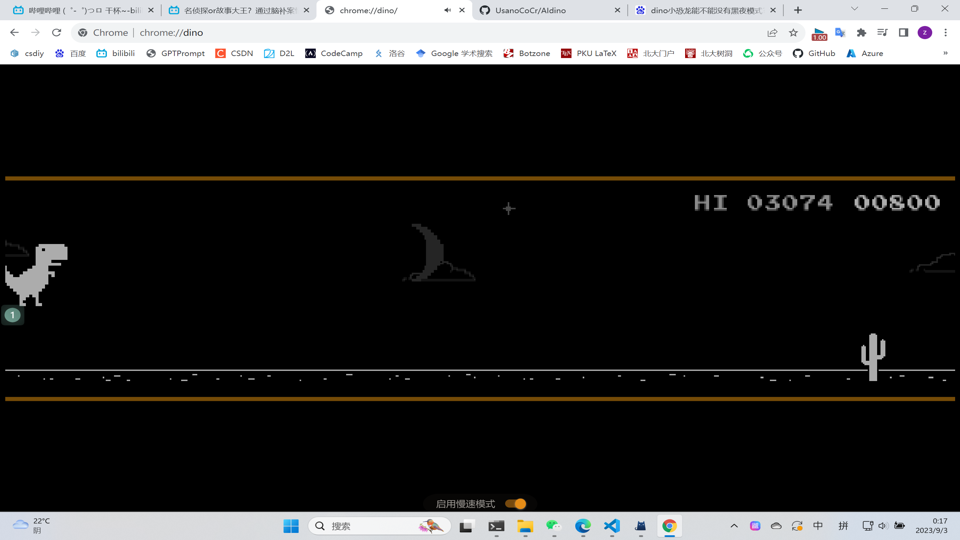 哔哩哔哩 (゜-゜)つロ 干杯~-bili
名侦探or故事大王？通过脑补案
chrome://dino/
UsanoCoCr/AIdino
dino小恐龙能不能没有黑夜模式
Chrome | chrome://dino
1.00
z
csdiy 百度 bilibili GPTPrompt CSDN D2L CodeCamp 洛谷 Google 学术搜索 Botzone PKU LaTeX 北大门户 北大树洞 公众号 GitHub Azure »
HI 03074 00800
1
启用慢速模式
22°C
阴
搜索
中 拼
0:17
2023/9/3